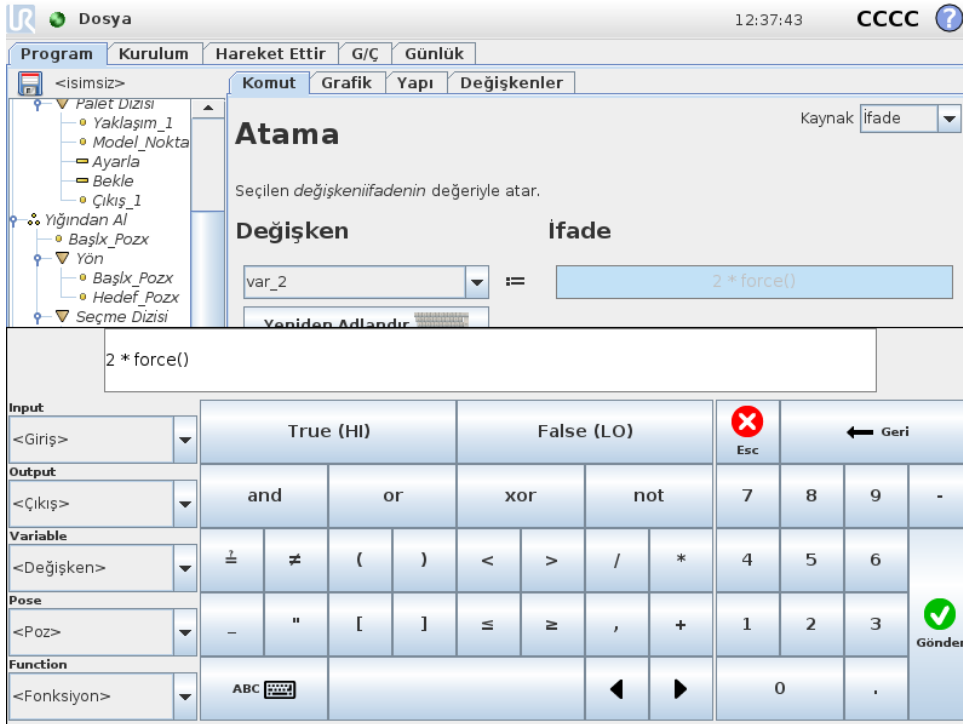 UR Dosya 12:37:43 CCCC ?
Program Kurulum Hareket Ettir G/Ç Günlük
<isimsiz> Komut Grafik Yapı Değişkenler
Palet Dizisi
Yaklaşım_1
Model_Nokta
Ayarla
Bekle
Çıkış_1
Yığından Al
Başlx_Pozx
Yön
Başlx_Pozx
Hedef_Pozx
Seçme Dizisi
Kaynak İfade
Atama
Seçilen değişkeniifadenin değeriyle atar.
Değişken İfade
var_2 := 2 * force()
Yeniden Adlandır
2 * force()
Input
<Giriş>
Output
<Çıkış>
Variable
<Değişken>
Pose
<Poz>
Function
<Fonksiyon>
True (HI) False (LO) Esc Geri
and or xor not 7 8 9 -
≟ ≠ ( ) < > / * 4 5 6
_ " [ ] ≤ ≥ , + 1 2 3 Gönder
ABC 0 .